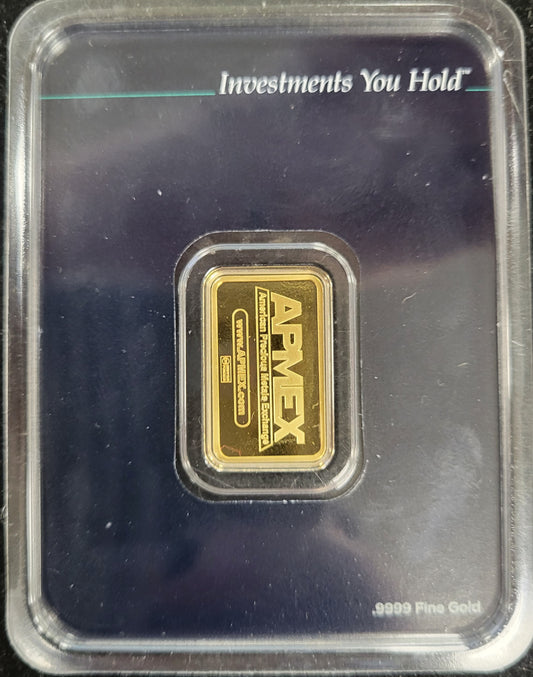 Investments You Hold™
APMEX
American Precious Metals Exchange
www.APMEX.com
.9999 Fine Gold